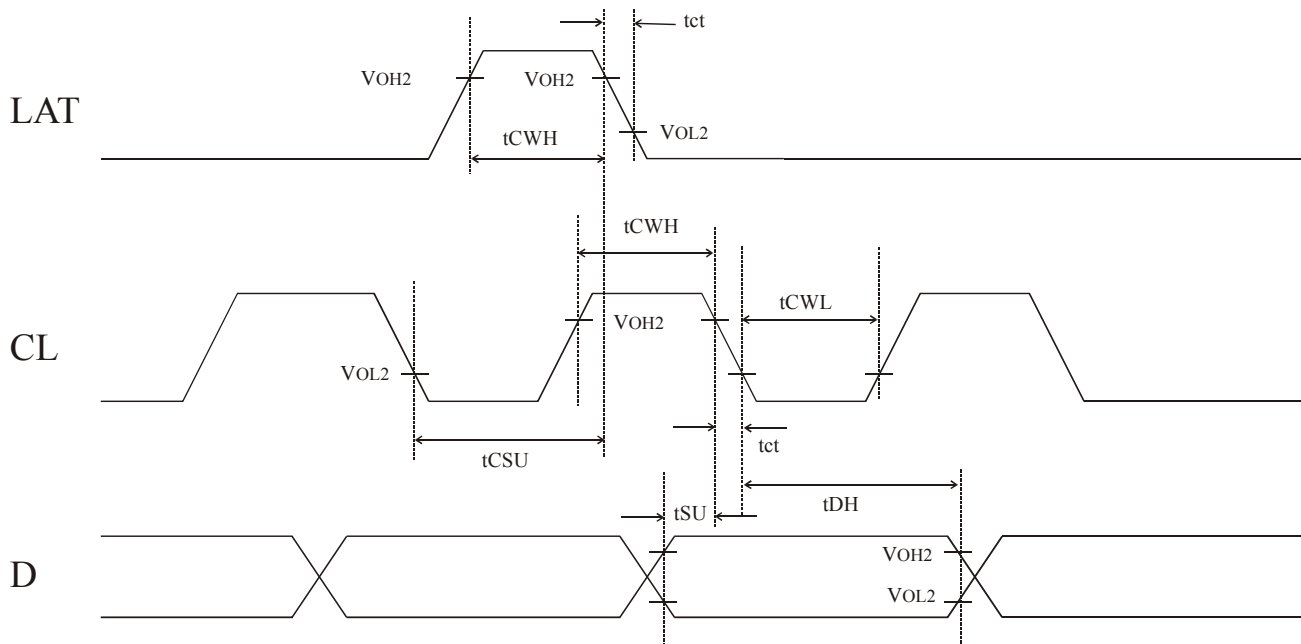 tct
VOH2
VOH2
LAT
VOL2
tCWH
tCWH
tCWL
VOH2
CL
VOL2
tct
tCSU
tSU
tDH
VOH2
D
VOL2